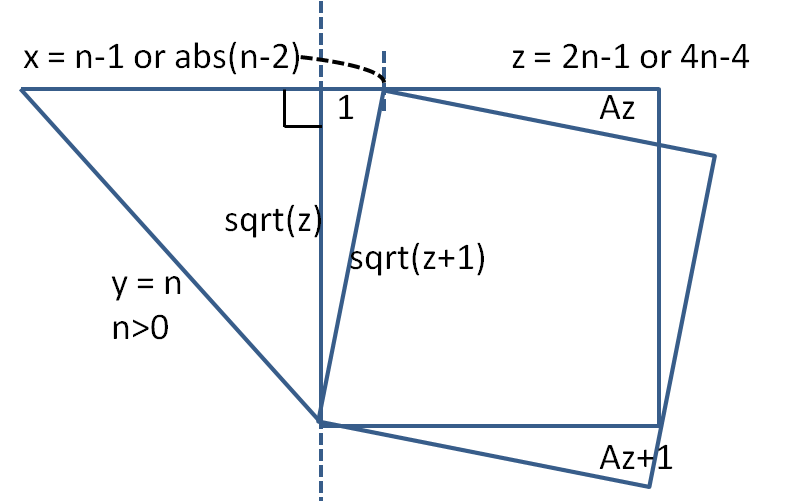 x = n-1 or abs(n-2)
z = 2n-1 or 4n-4
1
Az
sqrt(z)
sqrt(z+1)
y = n
n>0
Az+1